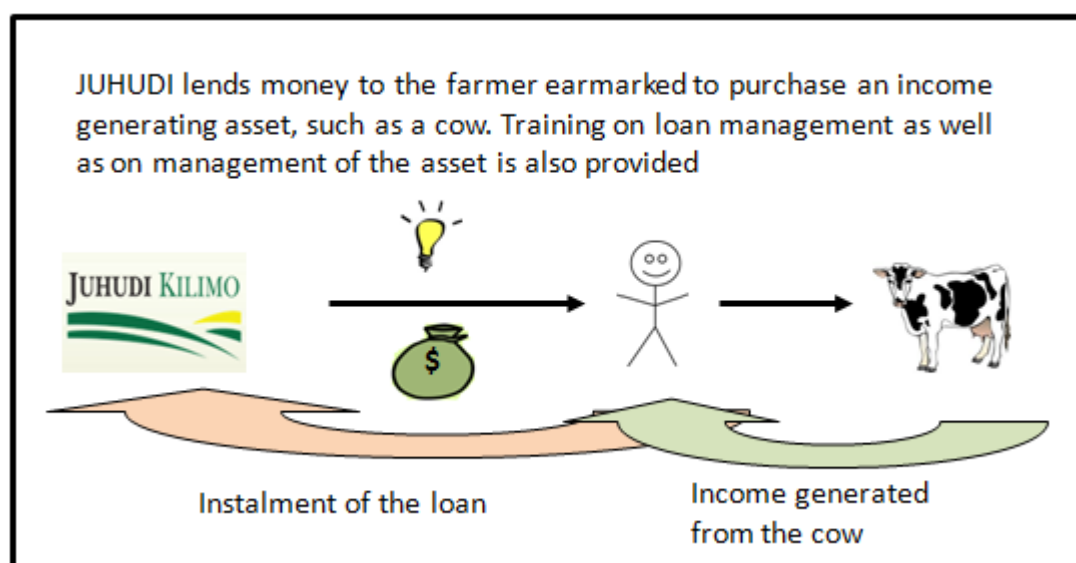 JUHUDI lends money to the farmer earmarked to purchase an income
generating asset, such as a cow. Training on loan management as well
as on management of the asset is also provided
JUHUDI KILIMO
$
Instalment of the loan
Income generated
from the cow